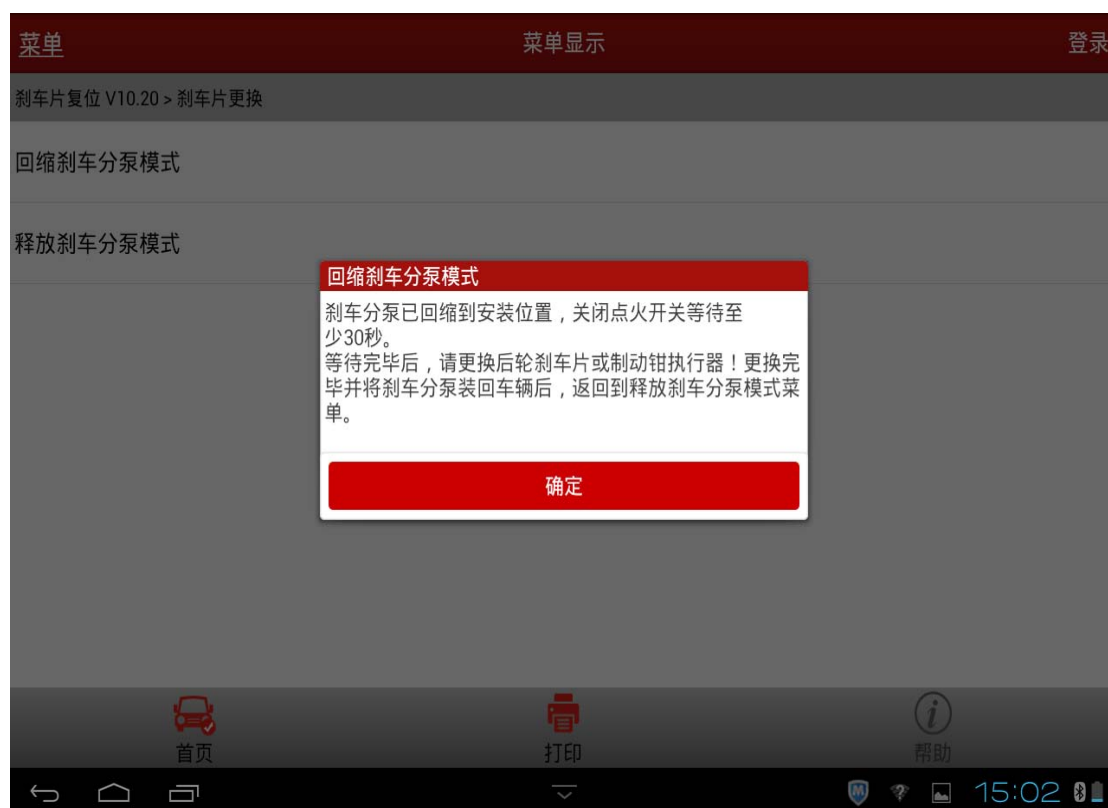 菜单 菜单显示 登录
刹车片复位 V10.20 > 刹车片更换
回缩刹车分泵模式
释放刹车分泵模式
回缩刹车分泵模式
刹车分泵已回缩到安装位置，关闭点火开关等待至
少30秒。
等待完毕后，请更换后轮刹车片或制动钳执行器！更换完
毕并将刹车分泵装回车辆后，返回到释放刹车分泵模式菜
单。
确定
首页 打印 帮助
15:02